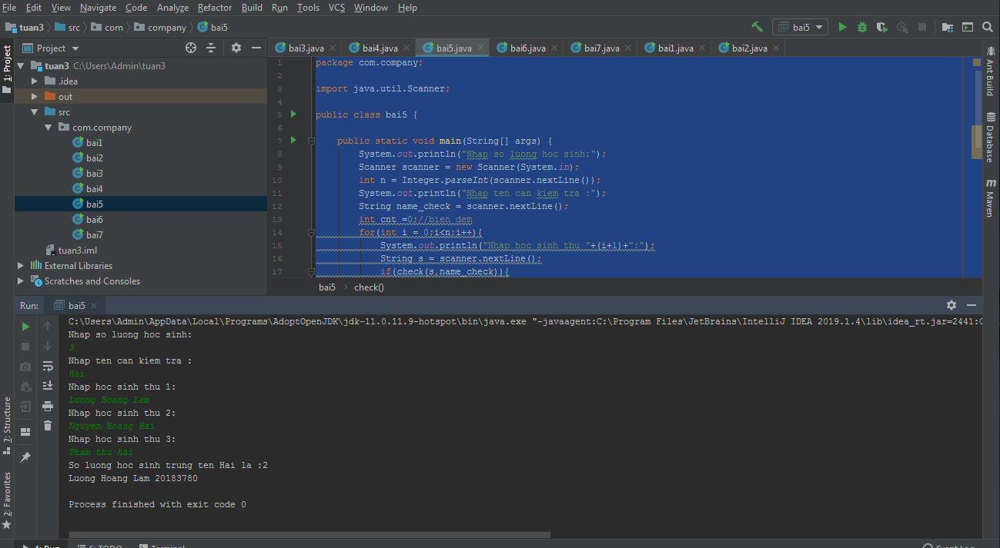 File Edit View Navigate Code Analyze Refactor Build Run Tools VCS Window Help
tuan3 src com company bai5
bai5
1: Project
Project
bai3.java bai4.java bai5.java bai6.java bai7.java bai1.java bai2.java
tuan3 C:\Users\Admin\tuan3
.idea
out
src
com.company
bai1
bai2
bai3
bai4
bai5
bai6
bai7
tuan3.iml
External Libraries
Scratches and Consoles
1 package com.company;
2
3 import java.util.Scanner;
4
5 public class bai5 {
6
7 public static void main(String[] args) {
8 System.out.println("Nhap so luong hoc sinh:");
9 Scanner scanner = new Scanner(System.in);
10 int n = Integer.parseInt(scanner.nextLine());
11 System.out.println("Nhap ten can kiem tra :");
12 String name_check = scanner.nextLine();
13 int cnt =0;//bien dem
14 for(int i = 0;i<n;i++){
15 System.out.println("Nhap hoc sinh thu "+(i+1)+":");
16 String s = scanner.nextLine();
17 if(check(s,name_check)){
bai5 check()
Ant Build
Database
Maven
Run: bai5
C:\Users\Admin\AppData\Local\Programs\AdoptOpenJDK\jdk-11.0.11.9-hotspot\bin\java.exe "-javaagent:C:\Program Files\JetBrains\IntelliJ IDEA 2019.1.4\lib\idea_rt.jar=2441:C
Nhap so luong hoc sinh:
3
Nhap ten can kiem tra :
Hai
Nhap hoc sinh thu 1:
Luong Hoang Lam
Nhap hoc sinh thu 2:
Nguyen Hoang Hai
Nhap hoc sinh thu 3:
Pham thu hai
So luong hoc sinh trung ten Hai la :2
Luong Hoang Lam 20183780
Process finished with exit code 0
7: Structure
2: Favorites
4: Run 6: TODO Terminal Event Log